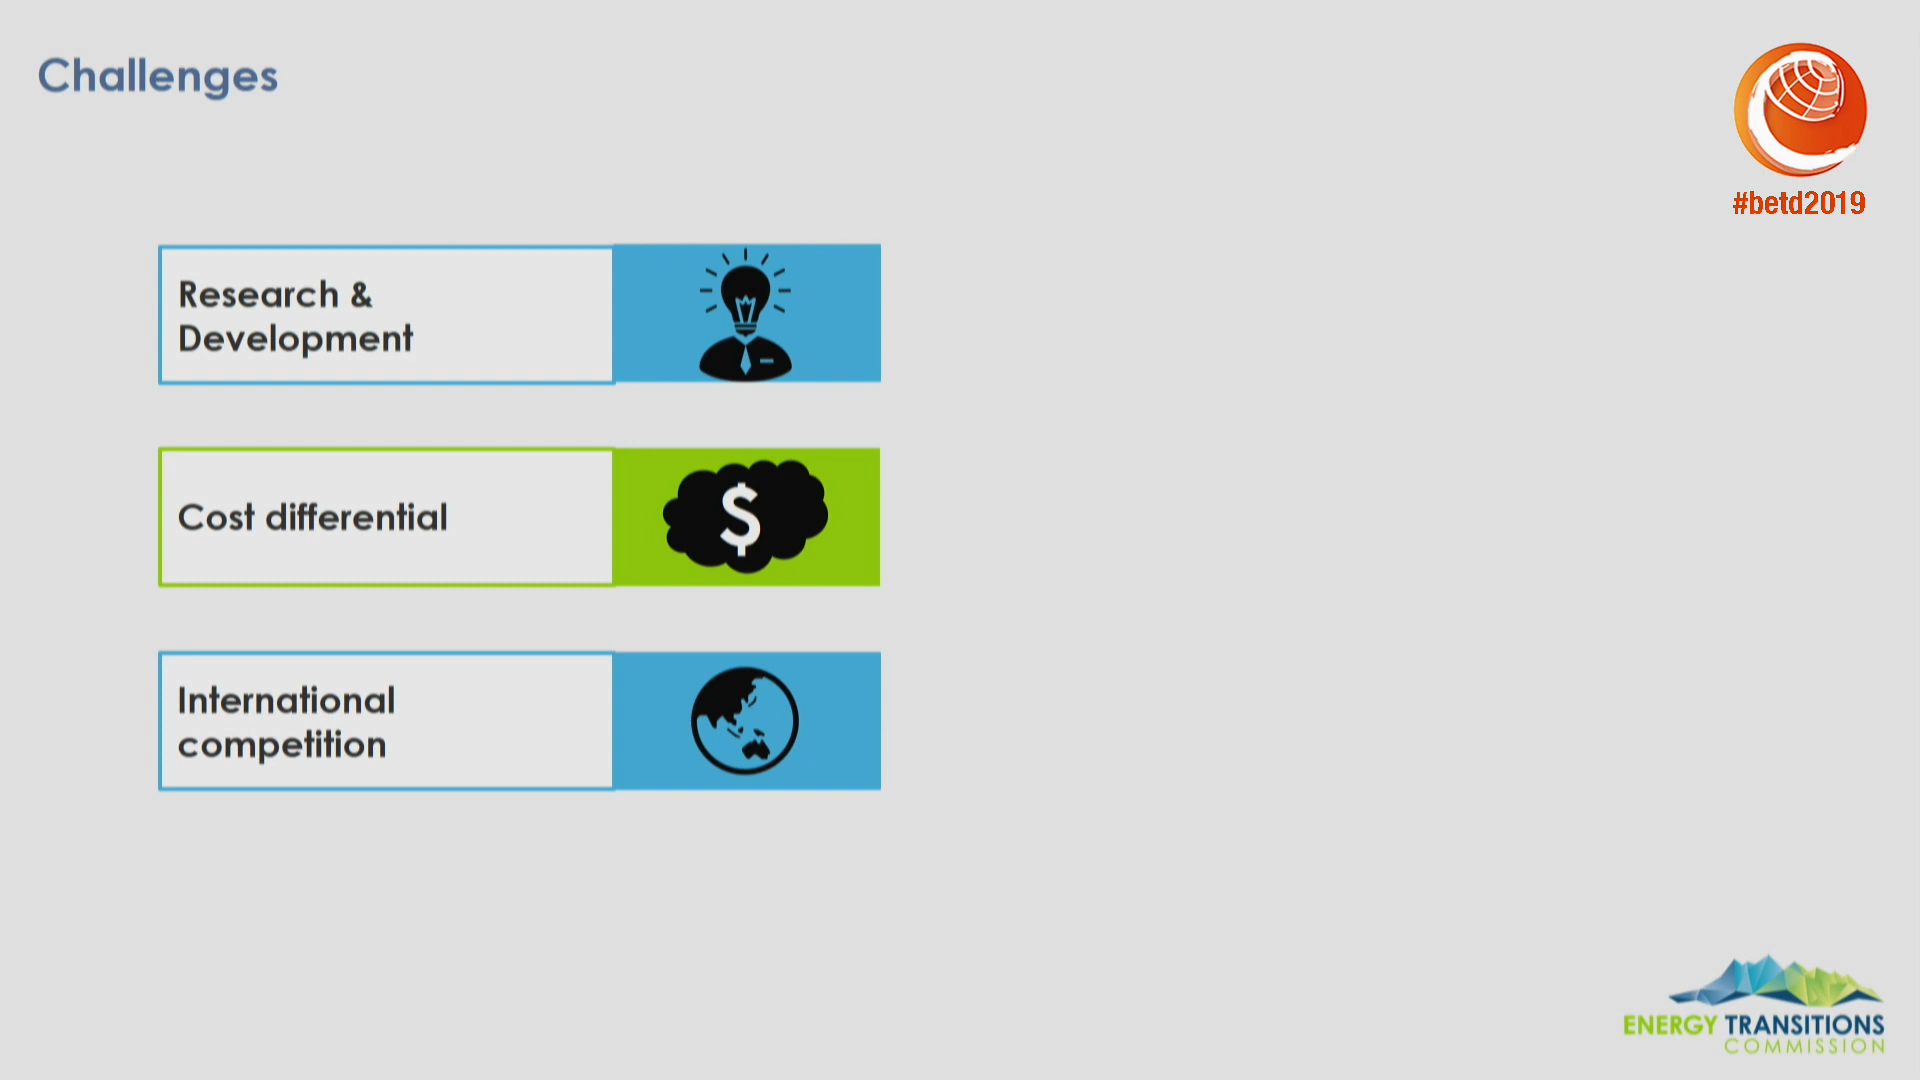 Challenges
#betd2019
Research &
Development
Cost differential
$
International
competition
ENERGY TRANSITIONS
COMMISSION